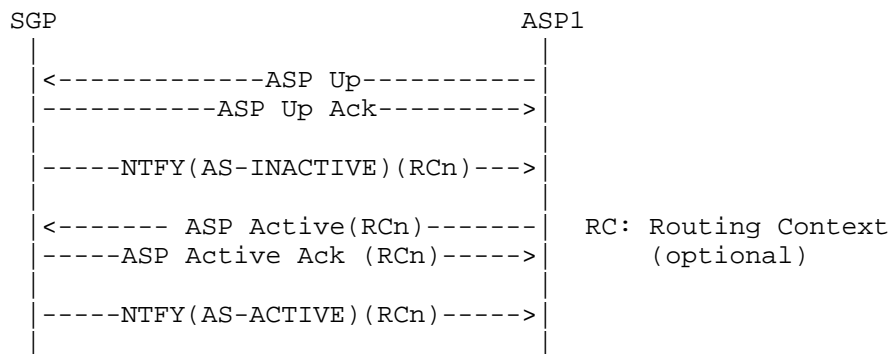 SGP                             ASP1
 |                               |
 |<-------------ASP Up-----------|
 |-----------ASP Up Ack--------->|
 |                               |
 |-----NTFY(AS-INACTIVE)(RCn)--->|
 |                               |
 |<------- ASP Active(RCn)-------|  RC: Routing Context
 |-----ASP Active Ack (RCn)----->|      (optional)
 |                               |
 |-----NTFY(AS-ACTIVE)(RCn)----->|
 |                               |